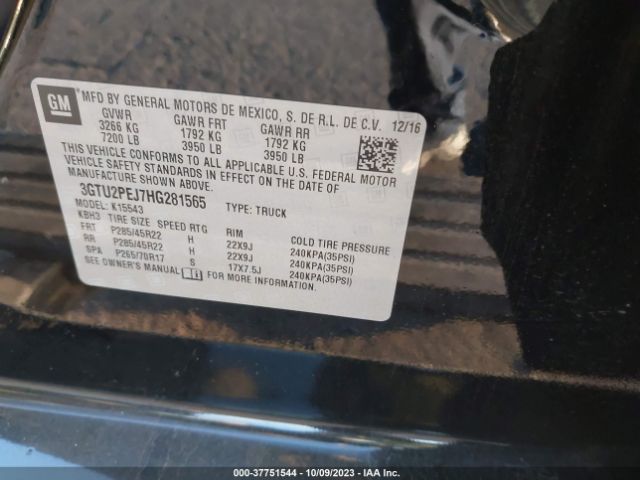 GM
MFD BY GENERAL MOTORS DE MEXICO, S. DE R.L. DE C.V. 12/16
GVWR GAWR FRT GAWR RR
3266 KG 1792 KG 1792 KG
7200 LB 3950 LB 3950 LB
THIS VEHICLE CONFORMS TO ALL APPLICABLE U.S. FEDERAL MOTOR
VEHICLE SAFETY STANDARDS IN EFFECT ON THE DATE OF
MANUFACTURE SHOWN ABOVE.
3GTU2PEJ7HG281565 TYPE: TRUCK
MODEL: K15543
KBH3 TIRE SIZE SPEED RTG RIM COLD TIRE PRESSURE
FRT P285/45R22 H 22X9J 240KPA(35PSI)
RR P285/45R22 H 22X9J 240KPA(35PSI)
SPA P265/70R17 S 17X7.5J 240KPA(35PSI)
SEE OWNER'S MANUAL FOR MORE INFORMATION.
000-37751544 | 10/09/2023 | IAA Inc.